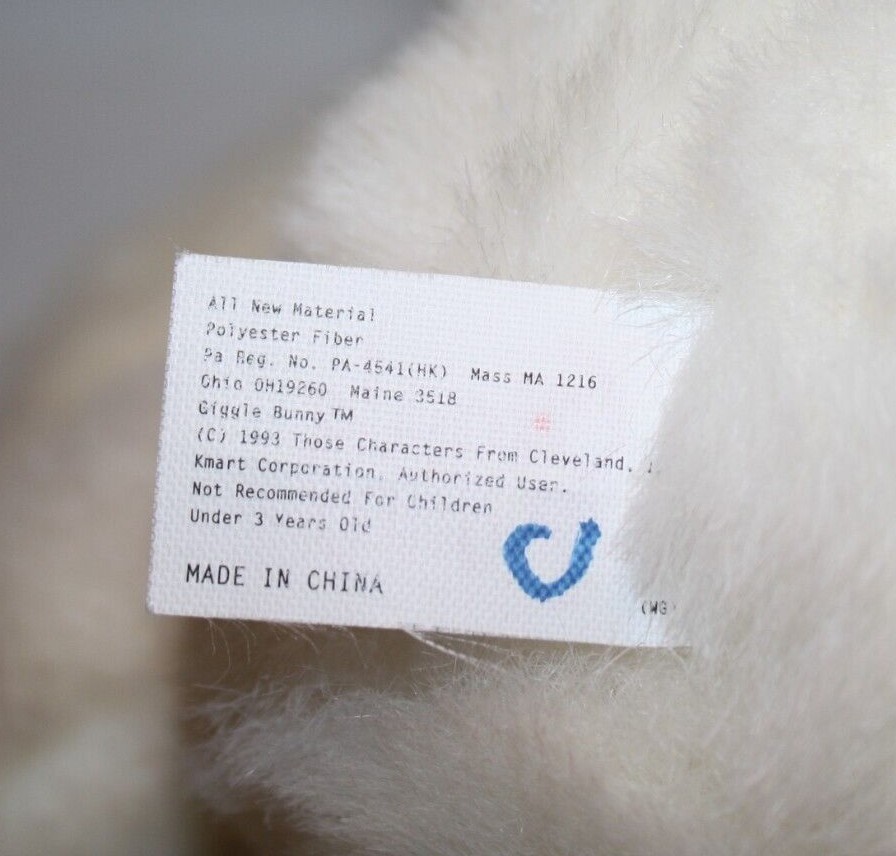 All New Material
Polyester Fiber
Pa Reg. No. PA-4541(HK) Mass MA 1216
Ohio OH19260 Maine 3518
Giggle Bunny™
(C) 1993 Those Characters From Cleveland,
Kmart Corporation, Authorized User.
Not Recommended For Children
Under 3 Years Old
MADE IN CHINA
(WG)